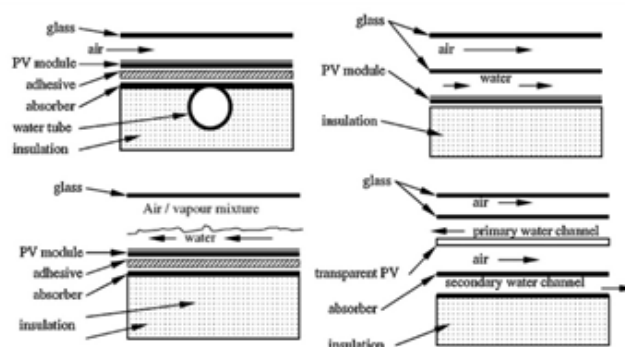 glass
air
PV module
adhesive
absorber
water tube
insulation
glass
air
water
PV module
insulation
glass
Air / vapour mixture
water
PV module
adhesive
absorber
insulation
glass
air
primary water channel
transparent PV
air
absorber
secondary water channel
insulation